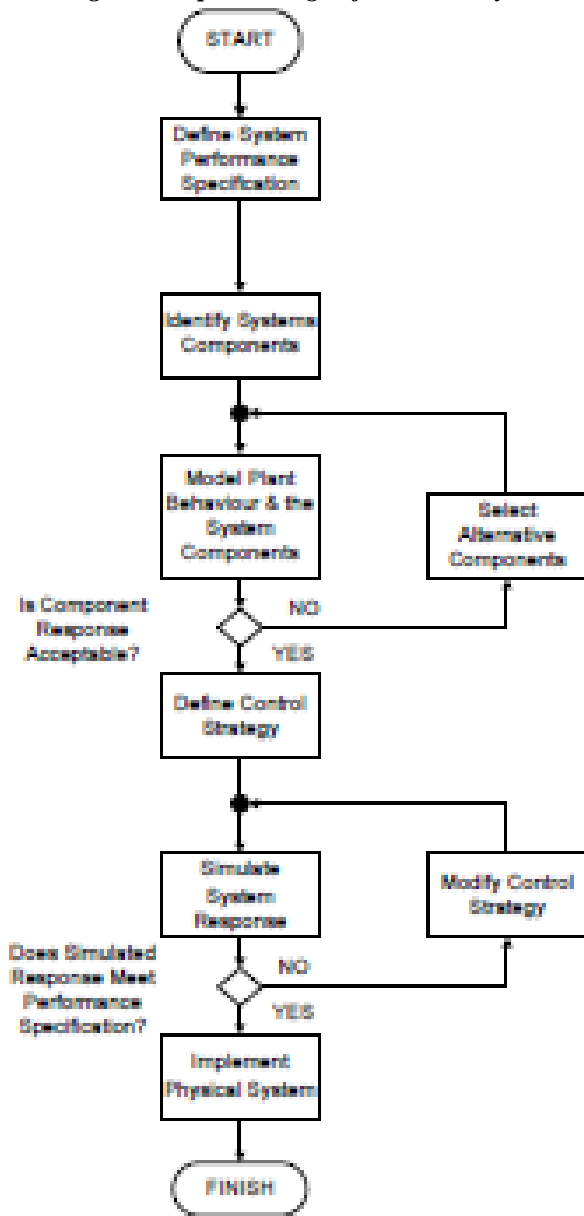 START
Define System
Performance
Specification
Identify Systems
Components
Model Plant
Behaviour & the
System
Components
Select
Alternative
Components
Is Component
Response
Acceptable?
NO
YES
Define Control
Strategy
Simulate
System
Response
Modify Control
Strategy
Does Simulated
Response Meet
Performance
Specification?
NO
YES
Implement
Physical System
FINISH